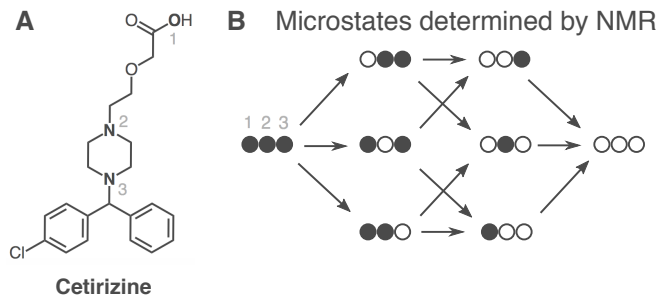 A
O
OH
1
O
N
2
N
3
Cl
Cetirizine
B Microstates determined by NMR
1 2 3